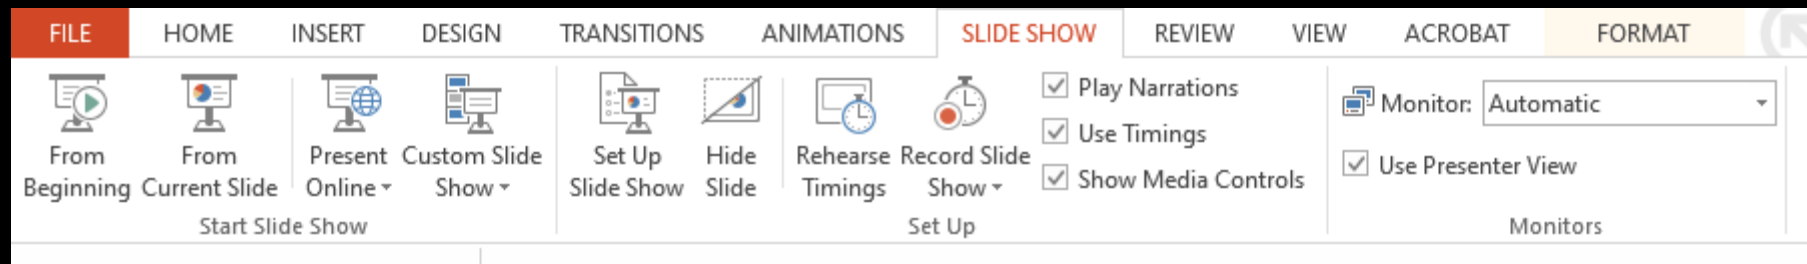 FILE HOME INSERT DESIGN TRANSITIONS ANIMATIONS SLIDE SHOW REVIEW VIEW ACROBAT FORMAT
From Beginning
From Current Slide
Present Online
Custom Slide Show
Start Slide Show
Set Up Slide Show
Hide Slide
Rehearse Timings
Record Slide Show
Play Narrations
Use Timings
Show Media Controls
Set Up
Monitor: Automatic
Use Presenter View
Monitors